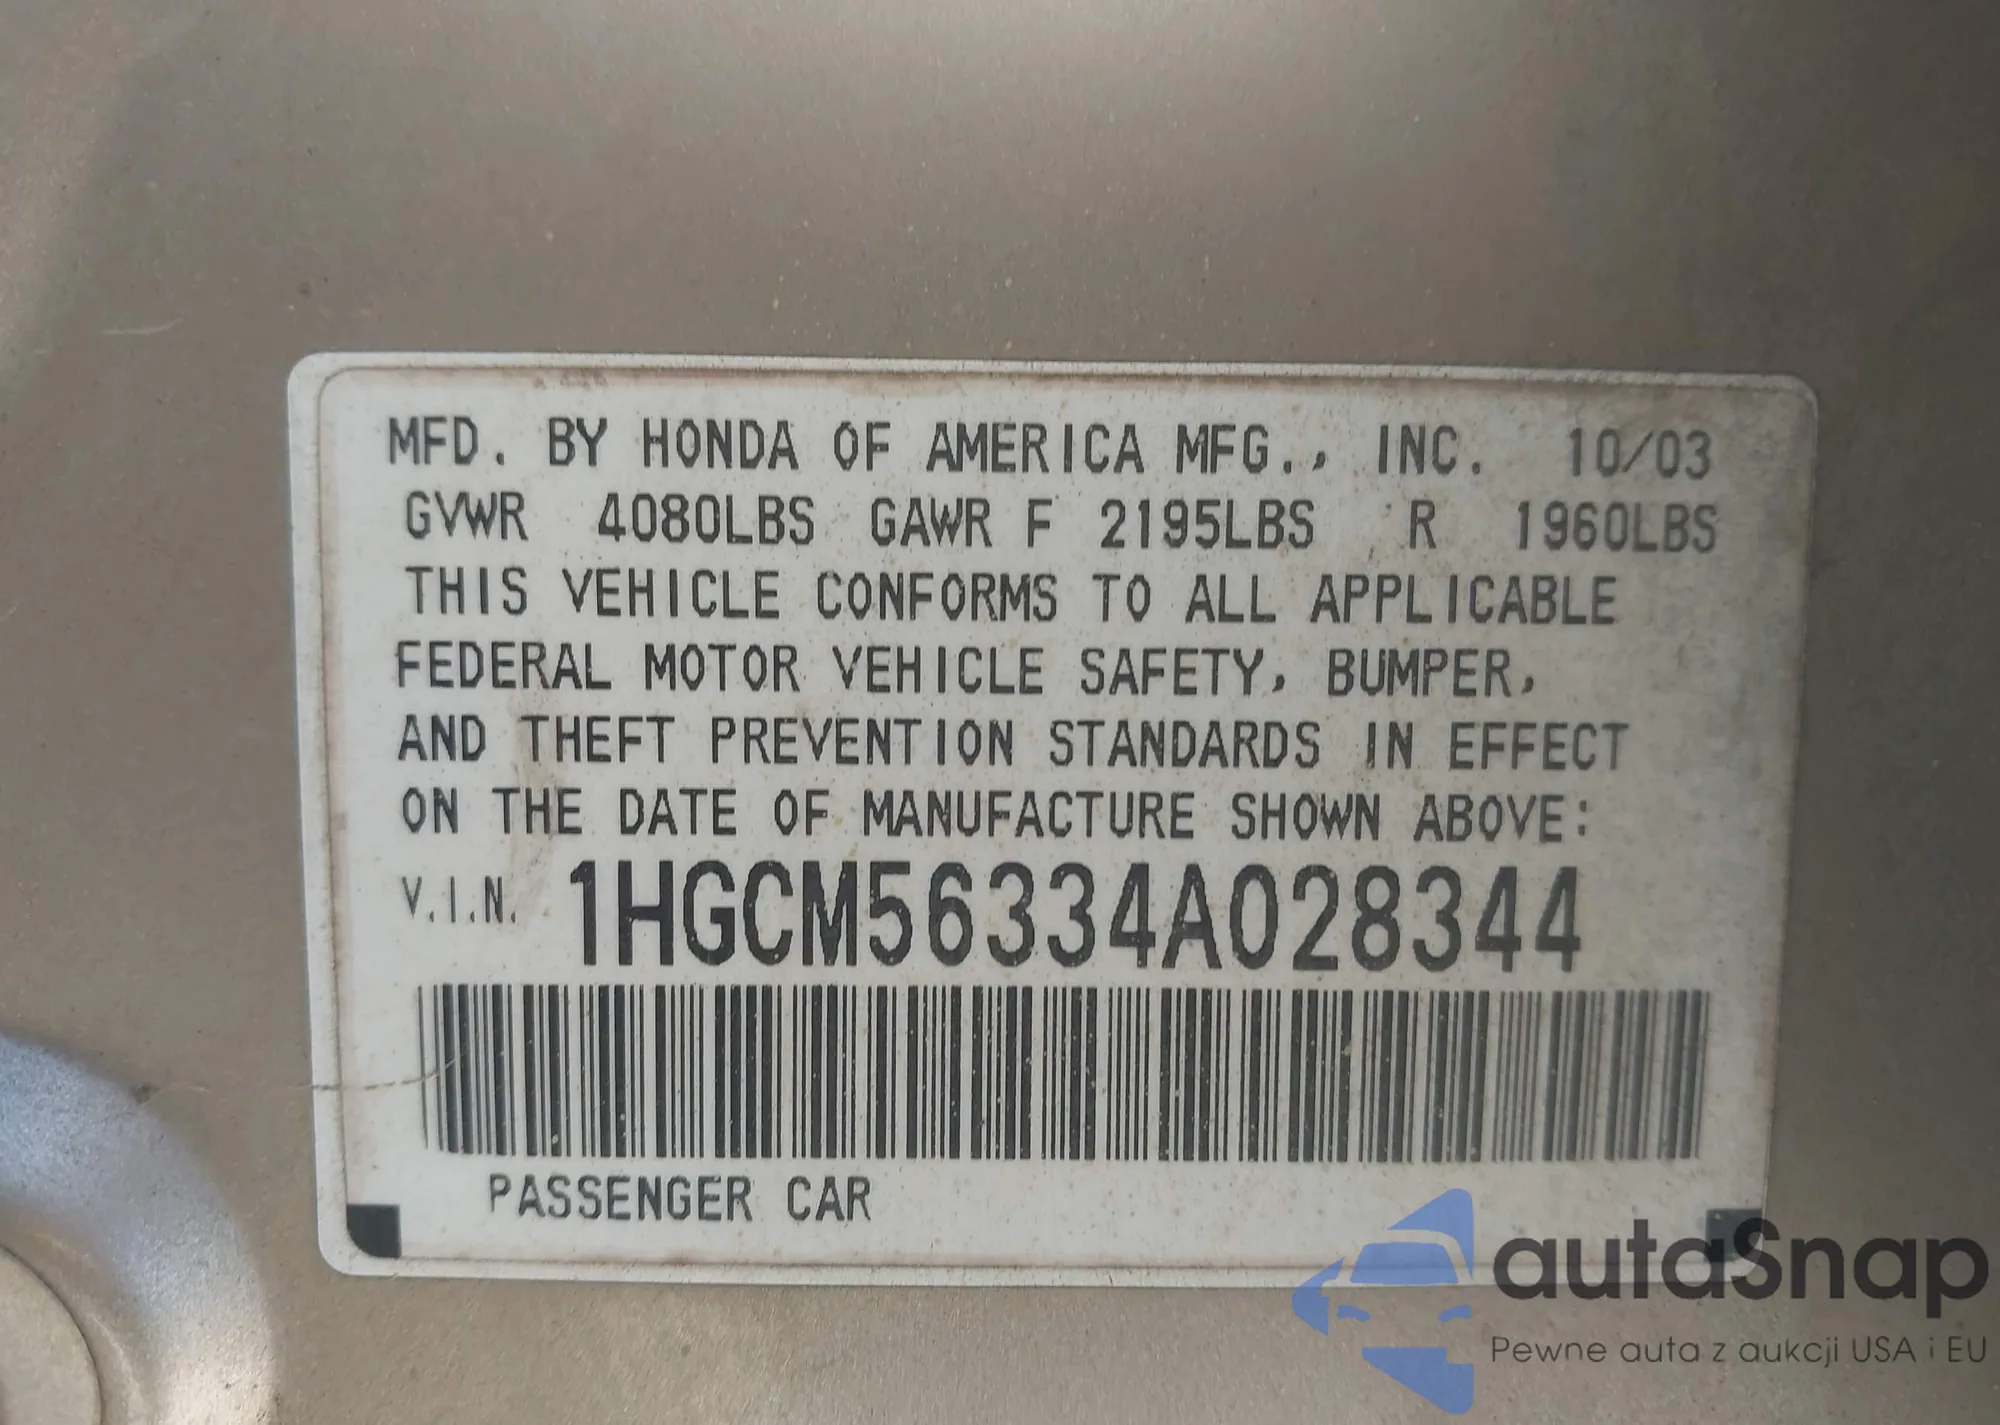 MFD. BY HONDA OF AMERICA MFG., INC. 10/03
GVWR 4080LBS GAWR F 2195LBS R 1960LBS
THIS VEHICLE CONFORMS TO ALL APPLICABLE
FEDERAL MOTOR VEHICLE SAFETY, BUMPER,
AND THEFT PREVENTION STANDARDS IN EFFECT
ON THE DATE OF MANUFACTURE SHOWN ABOVE:
V.I.N. 1HGCM56334A028344
PASSENGER CAR
autaSnap
Pewne auta z aukcji USA i EU